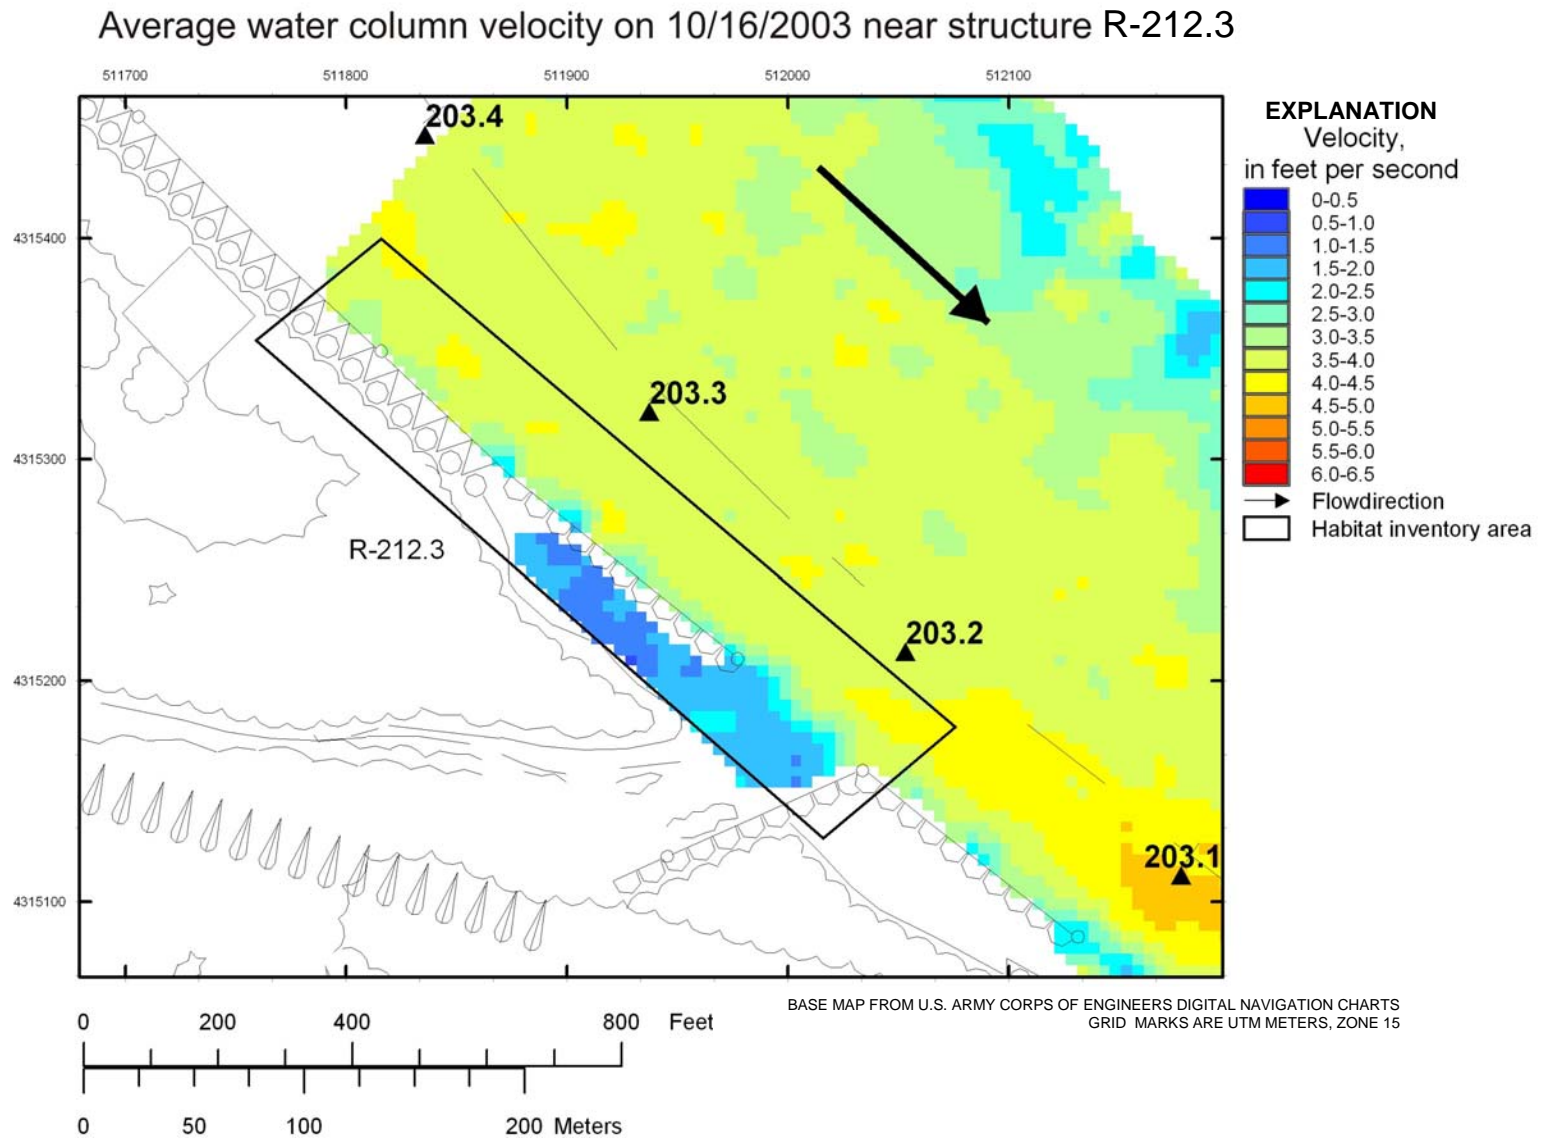 Average water column velocity on 10/16/2003 near structure R-212.3
511700 511800 511900 512000 512100
4315400
4315300
4315200
4315100
203.4
203.3
203.2
203.1
R-212.3
EXPLANATION
Velocity,
in feet per second
0-0.5
0.5-1.0
1.0-1.5
1.5-2.0
2.0-2.5
2.5-3.0
3.0-3.5
3.5-4.0
4.0-4.5
4.5-5.0
5.0-5.5
5.5-6.0
6.0-6.5
Flowdirection
Habitat inventory area
BASE MAP FROM U.S. ARMY CORPS OF ENGINEERS DIGITAL NAVIGATION CHARTS
GRID MARKS ARE UTM METERS, ZONE 15
0 200 400 800 Feet
0 50 100 200 Meters